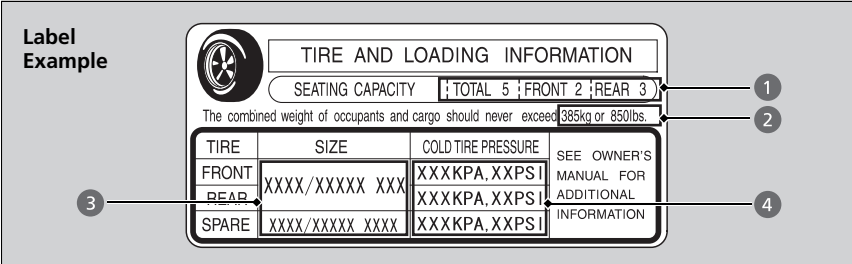 Label
Example
TIRE AND LOADING INFORMATION
SEATING CAPACITY TOTAL 5 FRONT 2 REAR 3
1
The combined weight of occupants and cargo should never exceed 385kg or 850lbs.
2
TIRE SIZE COLD TIRE PRESSURE
SEE OWNER'S
MANUAL FOR
ADDITIONAL
INFORMATION
FRONT XXXX/XXXXX XXX XXXKPA,XXPSI
REAR XXXKPA,XXPSI
3
4
SPARE XXXX/XXXXX XXXX XXXKPA,XXPSI